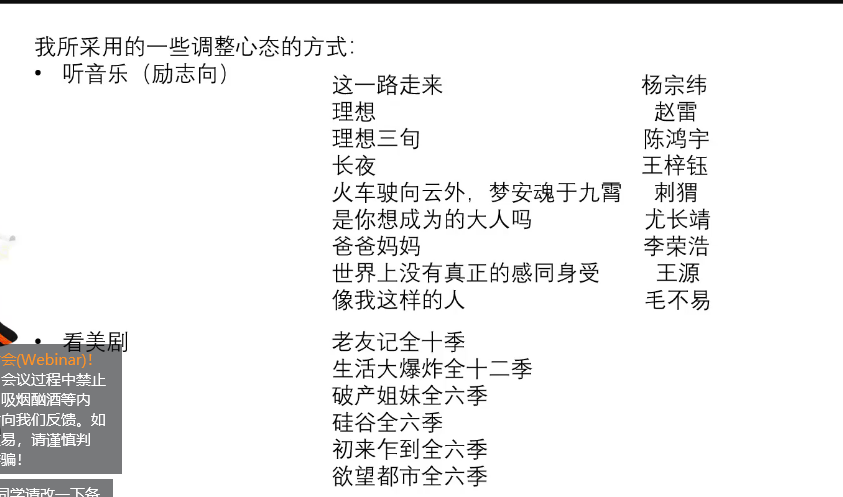 我所采用的一些调整心态的方式：
• 听音乐（励志向）
这一路走来 杨宗纬
理想 赵雷
理想三旬 陈鸿宇
长夜 王梓钰
火车驶向云外，梦安魂于九霄 刺猬
是你想成为的大人吗 尤长靖
爸爸妈妈 李荣浩
世界上没有真正的感同身受 王源
像我这样的人 毛不易
• 看美剧 老友记全十季
生活大爆炸全十二季
破产姐妹全六季
硅谷全六季
初来乍到全六季
欲望都市全六季
会(Webinar)！
会议过程中禁止
吸烟酗酒等内
向我们反馈。如
易，请谨慎判
骗！
同学请改一下备